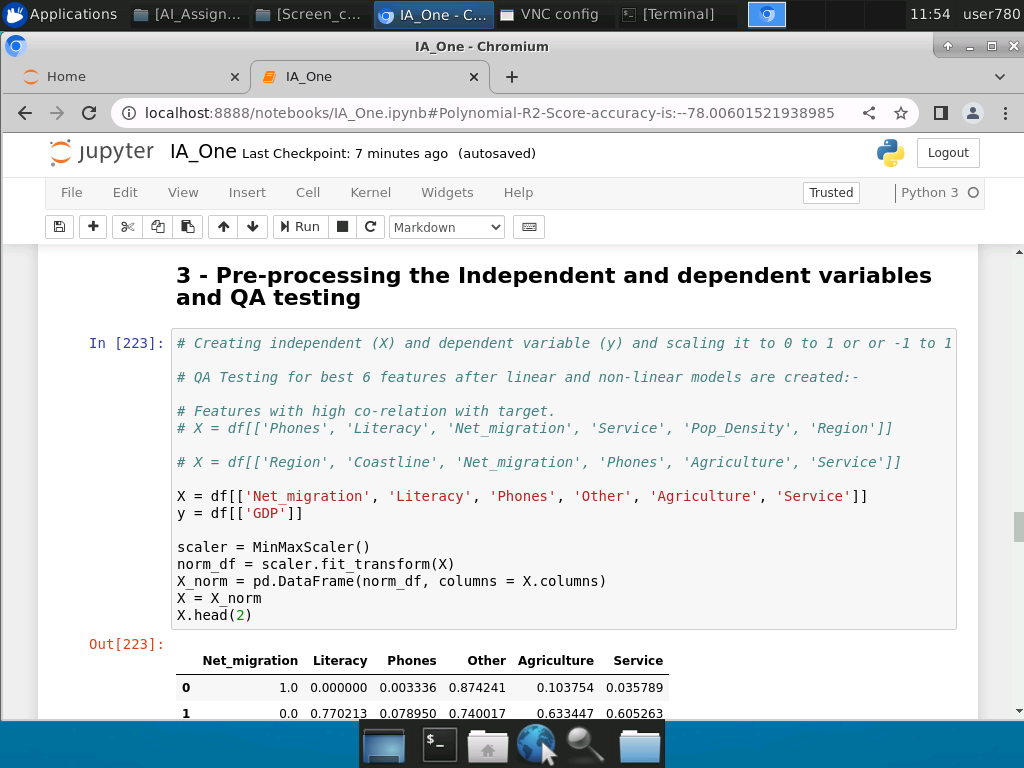 Applications [AI_Assign... [Screen_c... IA_One - C... VNC config [Terminal] 11:54 user780
IA_One - Chromium
Home IA_One
localhost:8888/notebooks/IA_One.ipynb#Polynomial-R2-Score-accuracy-is:--78.00601521938985
jupyter IA_One Last Checkpoint: 7 minutes ago (autosaved) Logout
File Edit View Insert Cell Kernel Widgets Help Trusted Python 3
Run Markdown
3 - Pre-processing the Independent and dependent variables
and QA testing
In [223]: # Creating independent (X) and dependent variable (y) and scaling it to 0 to 1 or or -1 to 1
# QA Testing for best 6 features after linear and non-linear models are created:-
# Features with high co-relation with target.
# X = df[['Phones', 'Literacy', 'Net_migration', 'Service', 'Pop_Density', 'Region']]
# X = df[['Region', 'Coastline', 'Net_migration', 'Phones', 'Agriculture', 'Service']]
X = df[['Net_migration', 'Literacy', 'Phones', 'Other', 'Agriculture', 'Service']]
y = df[['GDP']]
scaler = MinMaxScaler()
norm_df = scaler.fit_transform(X)
X_norm = pd.DataFrame(norm_df, columns = X.columns)
X = X_norm
X.head(2)
Out[223]:
Net_migration Literacy Phones Other Agriculture Service
0 1.0 0.000000 0.003336 0.874241 0.103754 0.035789
1 0.0 0.770213 0.078950 0.740017 0.633447 0.605263